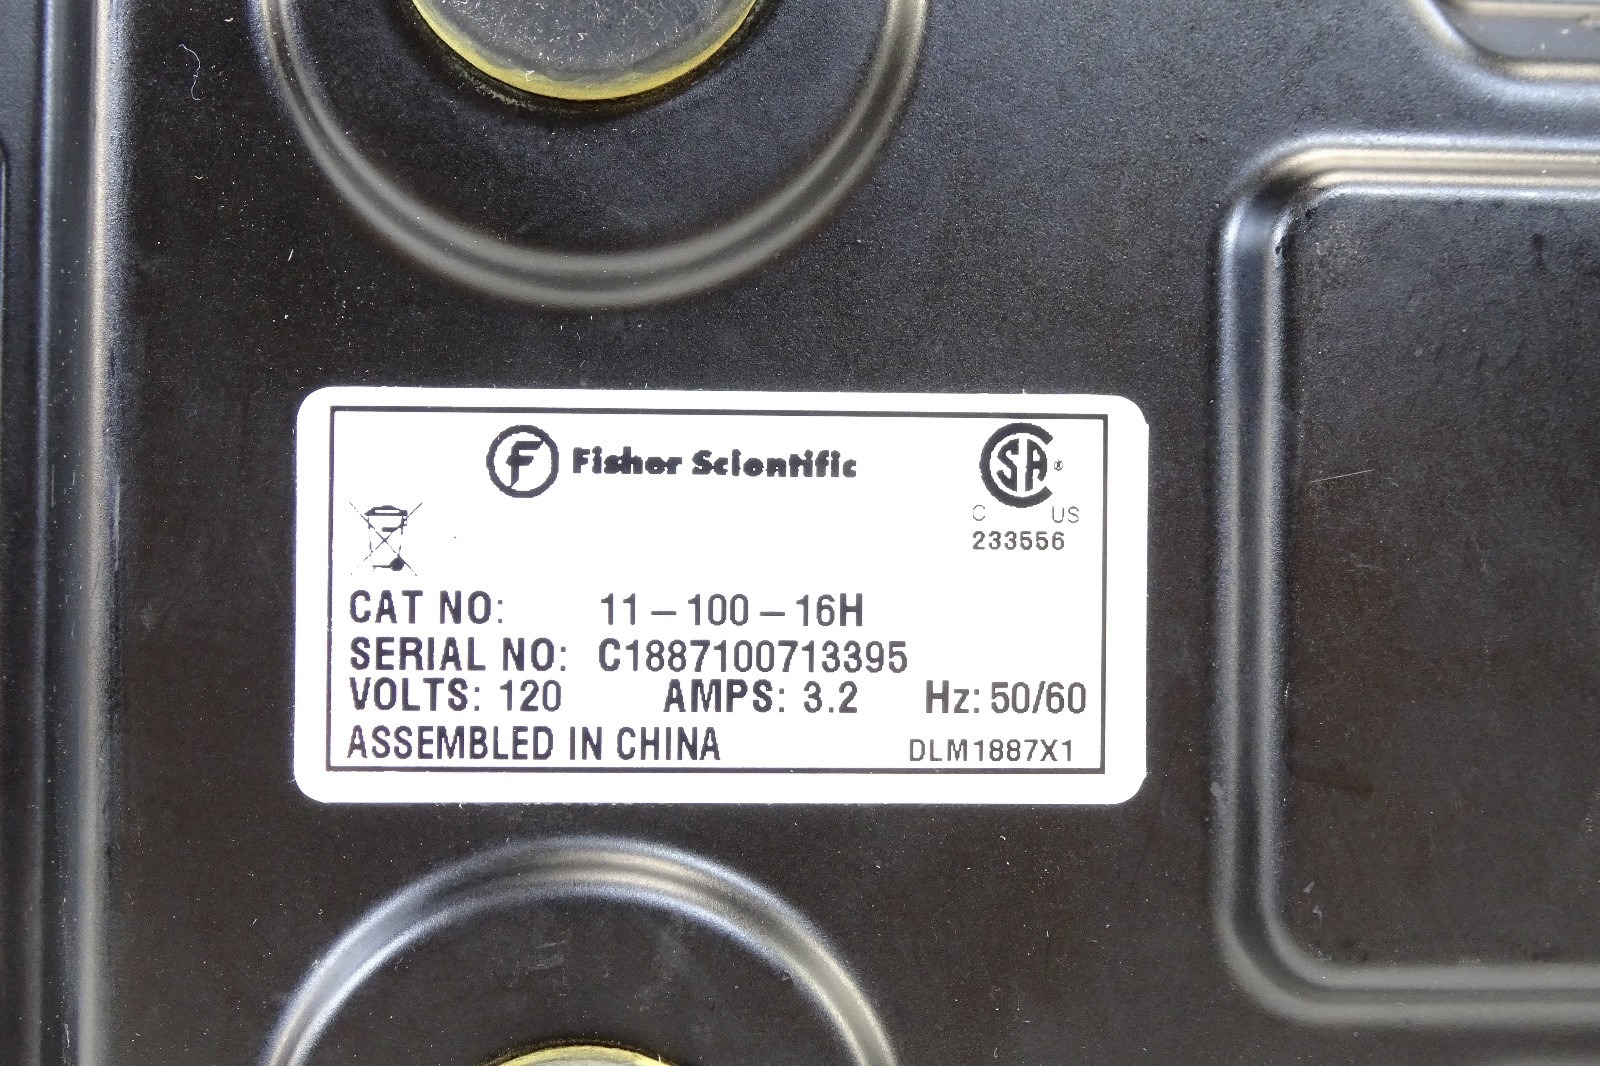 F Fisher Scientific
CSA®
C US
233556
CAT NO: 11-100-16H
SERIAL NO: C1887100713395
VOLTS: 120 AMPS: 3.2 Hz: 50/60
ASSEMBLED IN CHINA DLM1887X1